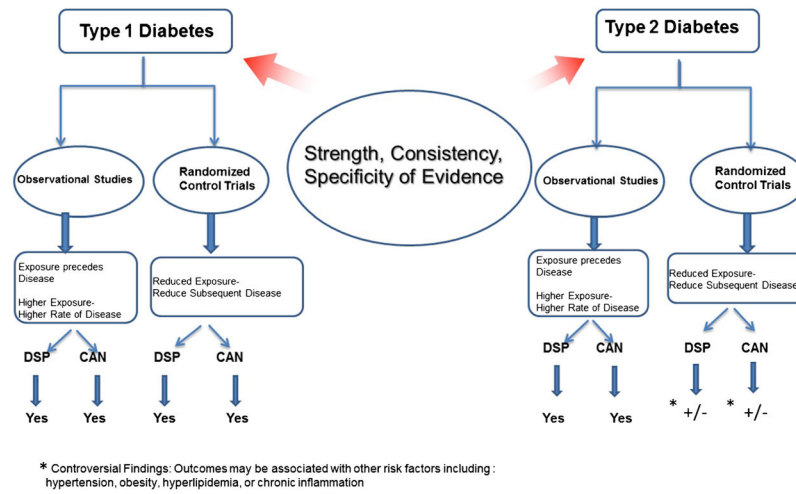 Type 1 Diabetes
Type 2 Diabetes
Strength, Consistency,
Specificity of Evidence
Observational Studies
Randomized
Control Trials
Observational Studies
Randomized
Control Trials
Exposure precedes
Disease
Higher Exposure-
Higher Rate of Disease
Reduced Exposure-
Reduce Subsequent Disease
Exposure precedes
Disease
Higher Exposure-
Higher Rate of Disease
Reduced Exposure-
Reduce Subsequent Disease
DSP CAN DSP CAN
DSP CAN DSP CAN
Yes Yes Yes Yes
Yes Yes * +/- * +/-
* Controversial Findings: Outcomes may be associated with other risk factors including :
hypertension, obesity, hyperlipidemia, or chronic inflammation